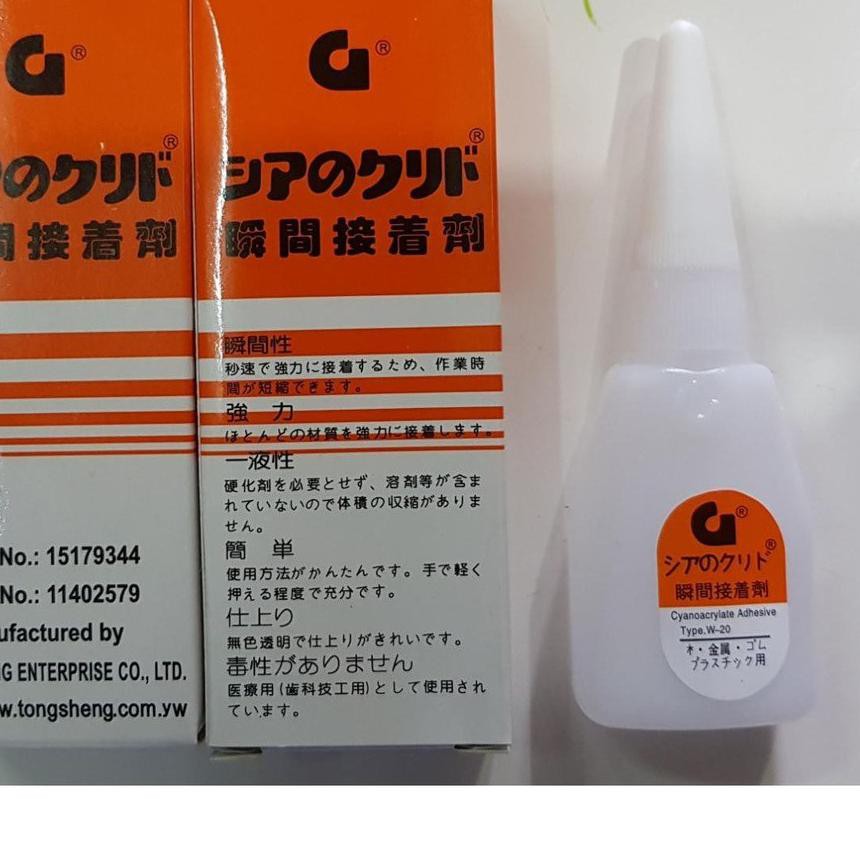 のクリド®
間接着劑
No.: 15179344
No.: 11402579
ufactured by
G ENTERPRISE CO., LTD.
w.tongsheng.com.yw
®
シアのクリド®
瞬間接着劑
瞬間性
秒速で強力に接着するため、作業時
間が短縮できます。
強 力
ほとんどの材質を強力に接着します。
一液性
硬化剤を必要とせず、溶剤等が含ま
れていないので体積の収縮がありま
せん。
簡 単
使用方法がかんたんです。手で軽く
押える程度で充分です。
仕上り
無色透明で仕上りがきれいです。
毒性がありません
医療用(歯科技工用)として使用され
ています。
®
シアのクリド®
瞬間接着劑
Cyanoacrylate Adhesive
Type.W-20
木・金属・ゴム
プラスチック用